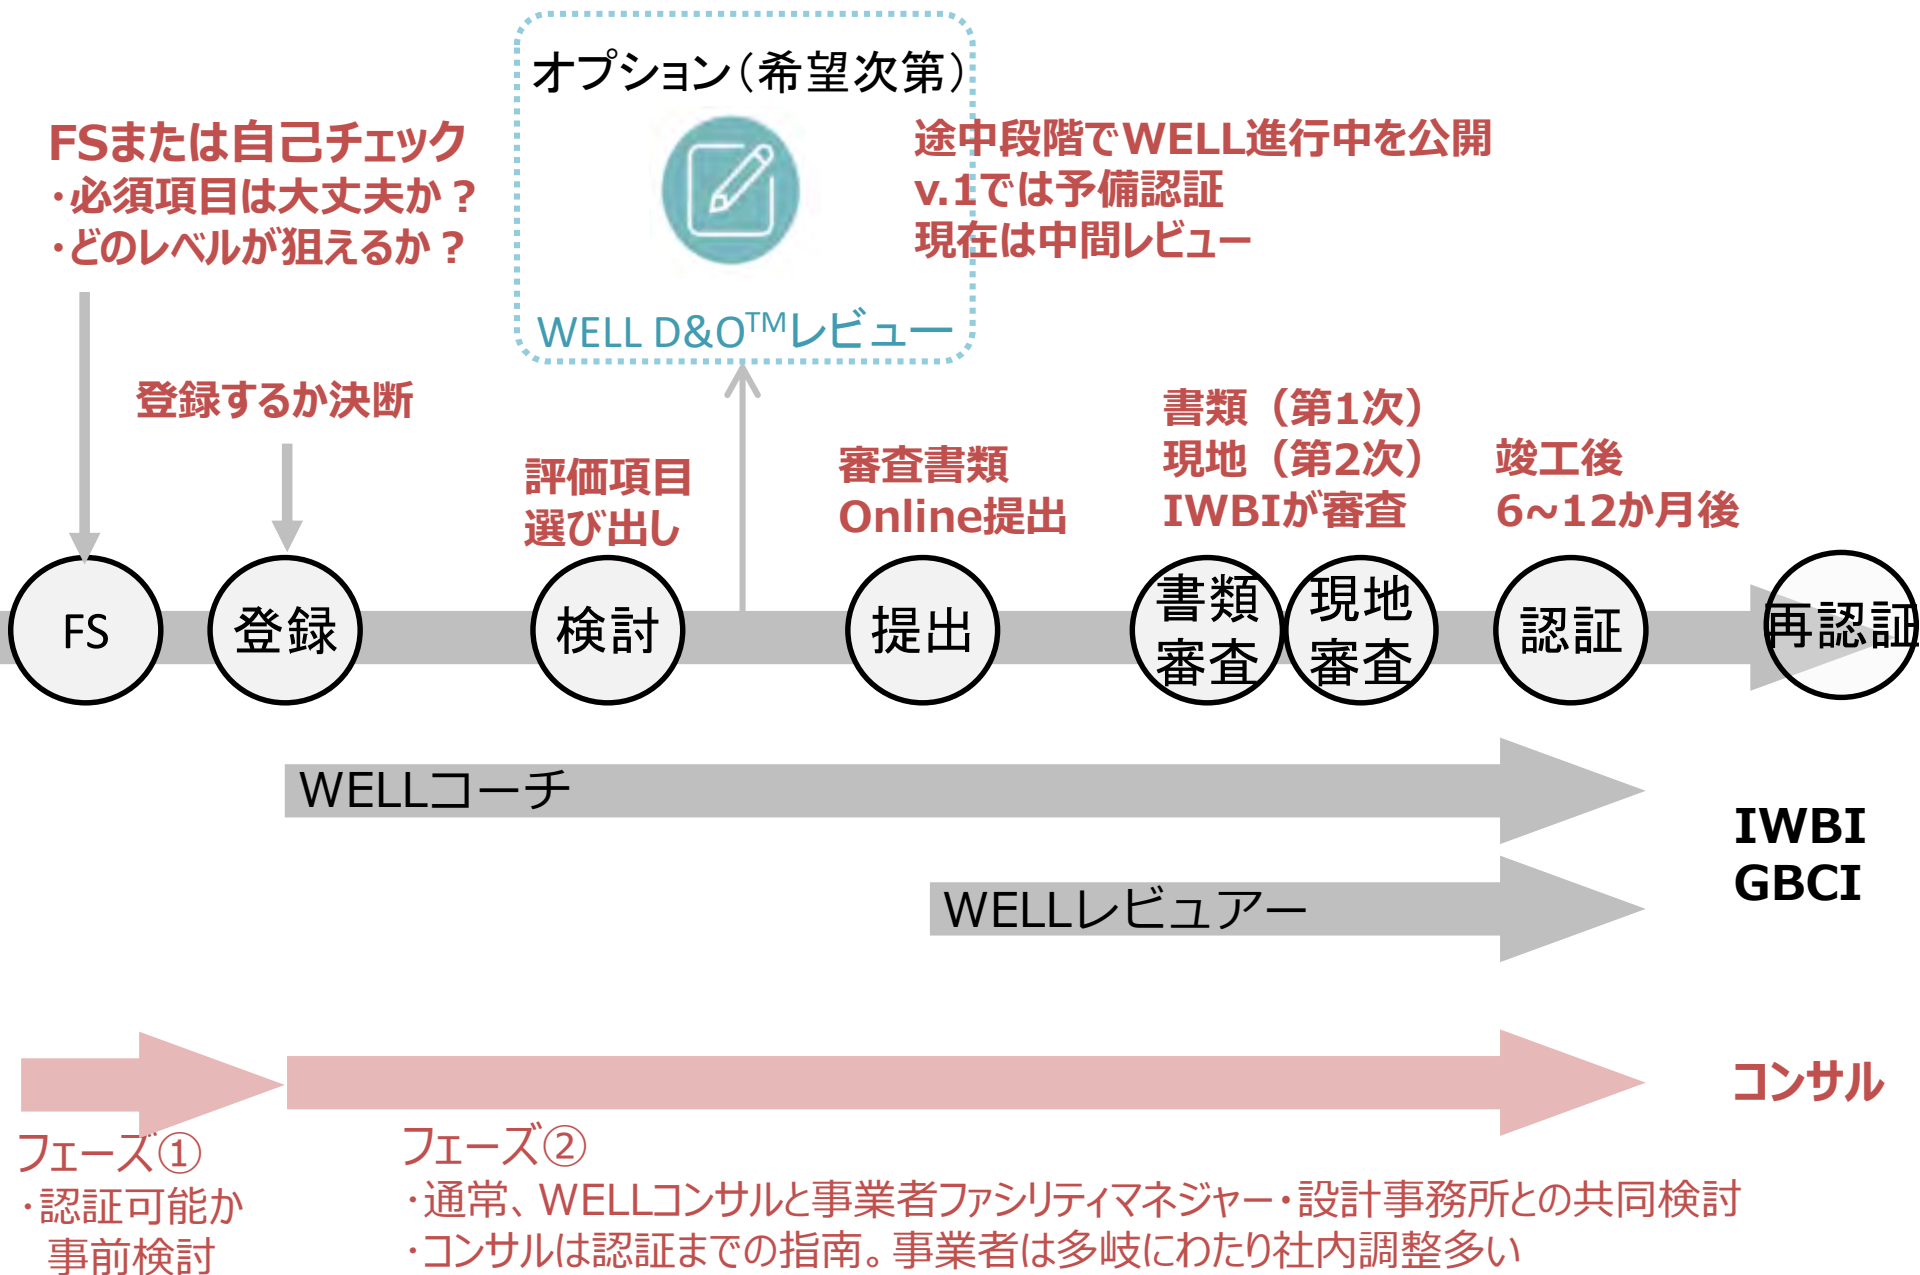 オプション（希望次第）
FSまたは自己チェック
・必須項目は大丈夫か？
・どのレベルが狙えるか？
途中段階でWELL進行中を公開
v.1では予備認証
現在は中間レビュー
WELL D&O™レビュー
登録するか決断
評価項目
選び出し
審査書類
Online提出
書類（第1次）
現地（第2次）
IWBIが審査
竣工後
6~12か月後
FS
登録
検討
提出
書類
審査
現地
審査
認証
再認証
WELLコーチ
WELLレビュアー
IWBI
GBCI
コンサル
フェーズ①
・認証可能か
事前検討
フェーズ②
・通常、WELLコンサルと事業者ファシリティマネジャー・設計事務所との共同検討
・コンサルは認証までの指南。事業者は多岐にわたり社内調整多い